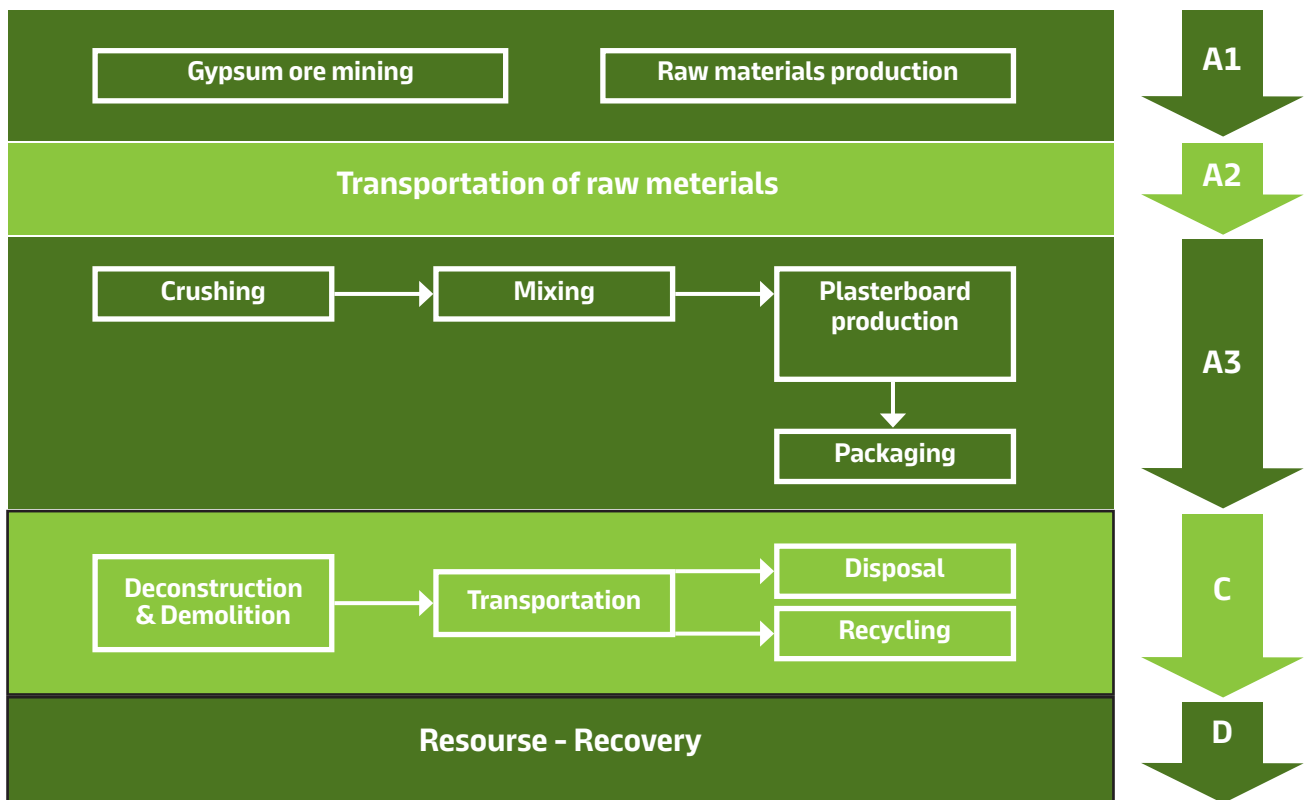 Gypsum ore mining
Raw materials production
A1
Transportation of raw meterials
A2
Crushing
Mixing
Plasterboard
production
A3
Packaging
Deconstruction
& Demolition
Transportation
Disposal
Recycling
C
Resourse - Recovery
D